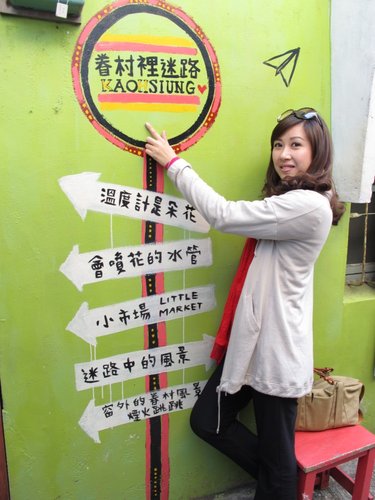 眷村裡迷路
KAOHSIUNG
溫度計是朵花
會噴花的水管
小市場 LITTLE
MARKET
迷路中的風景
窗外的眷村風景
煙火跳跳